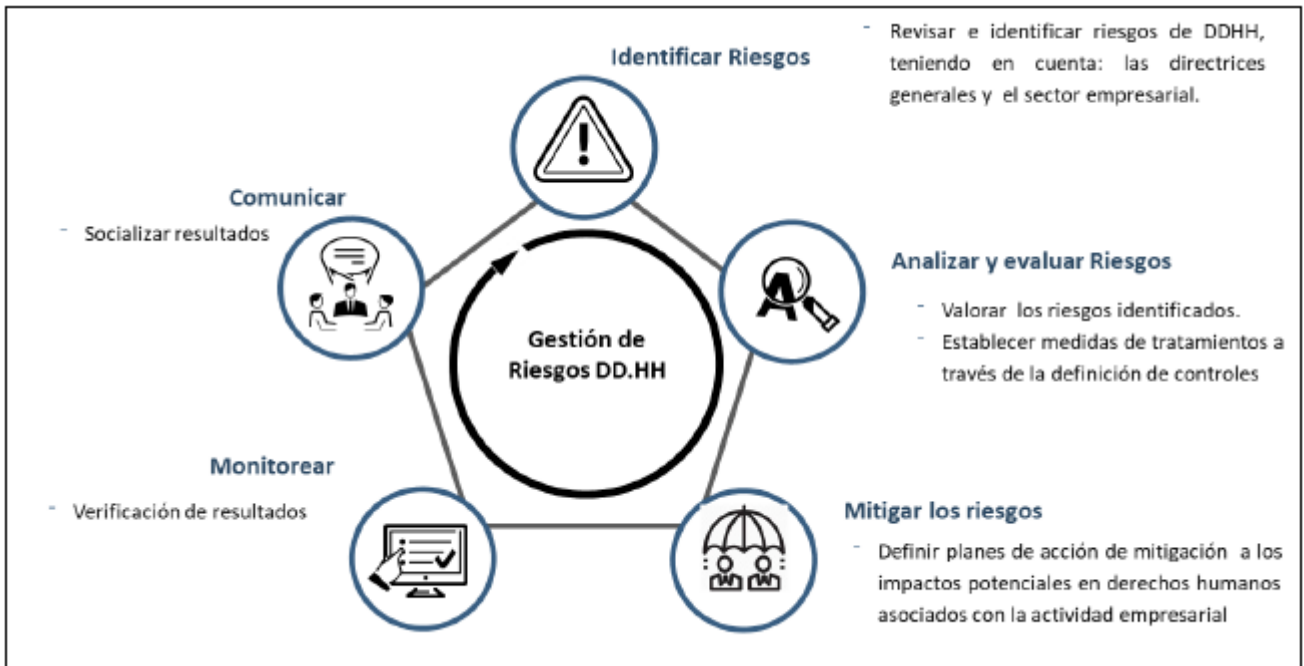 Identificar Riesgos
- Revisar e identificar riesgos de DDHH,
teniendo en cuenta: las directrices
generales y el sector empresarial.
Analizar y evaluar Riesgos
- Valorar los riesgos identificados.
- Establecer medidas de tratamientos a
través de la definición de controles
Mitigar los riesgos
- Definir planes de acción de mitigación a los
impactos potenciales en derechos humanos
asociados con la actividad empresarial
Monitorear
- Verificación de resultados
Comunicar
- Socializar resultados
Gestión de
Riesgos DD.HH